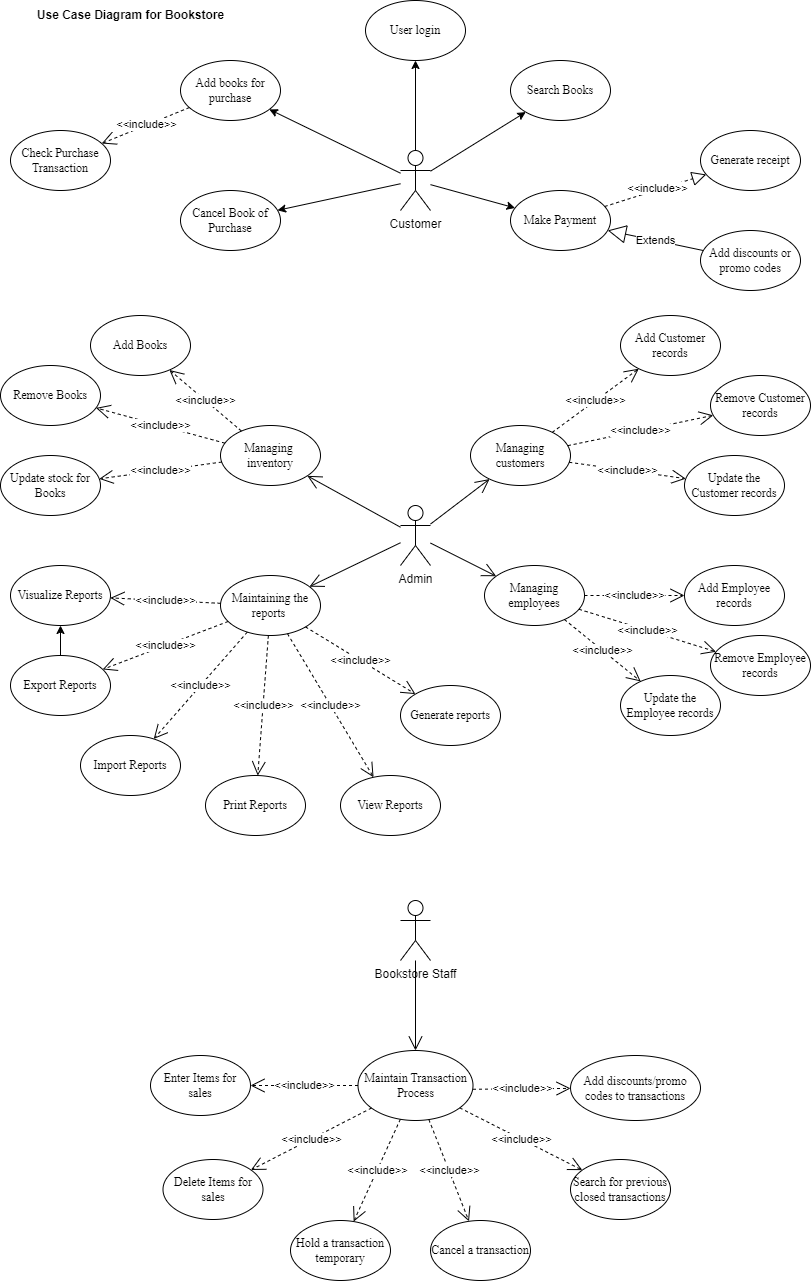 Use Case Diagram for Bookstore
User login
Add books for
purchase
Search Books
<<include>>
Check Purchase
Transaction
Generate receipt
<<include>>
Cancel Book of
Purchase
Customer
Make Payment
Extends
Add discounts or
promo codes
Add Books
Add Customer
records
Remove Books
<<include>>
<<include>>
Remove Customer
records
<<include>>
<<include>>
Managing
inventory
Managing
customers
Update stock for
Books
<<include>>
<<include>>
Update the
Customer records
Admin
Visualize Reports
<<include>>
Maintaining the
reports
Managing
employees
<<include>>
Add Employee
records
<<include>>
<<include>>
<<include>>
<<include>>
Remove Employee
records
Export Reports
<<include>>
Update the
Employee records
<<include>>
<<include>>
Generate reports
Import Reports
Print Reports
View Reports
Bookstore Staff
Enter Items for
sales
<<include>>
Maintain Transaction
Process
<<include>>
Add discounts/promo
codes to transactions
<<include>>
<<include>>
<<include>>
<<include>>
Delete Items for
sales
Search for previous
closed transactions
Hold a transaction
temporary
Cancel a transaction